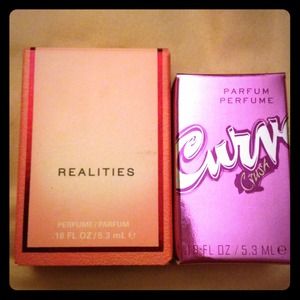 REALITIES
PERFUME/PARFUM
.18 FL OZ/5.3 mL ℮
PARFUM
PERFUME
Curve
Crush
.18 FL OZ / 5.3 mL ℮